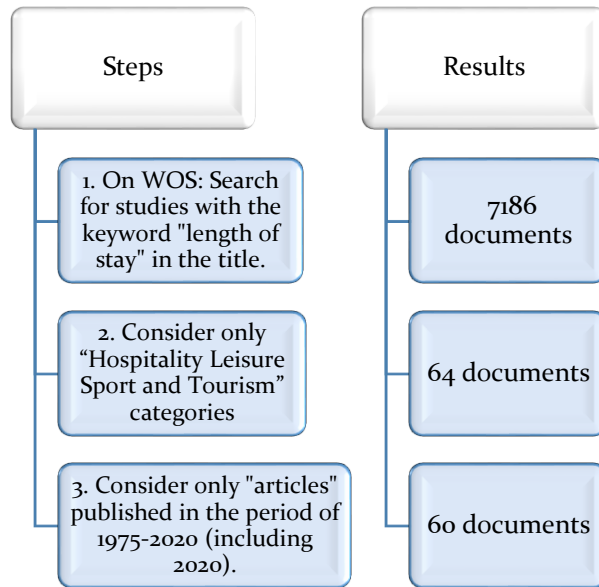 Steps
Results
1. On WOS: Search
for studies with the
keyword "length of
stay" in the title.
7186
documents
2. Consider only
“Hospitality Leisure
Sport and Tourism”
categories
64 documents
3. Consider only "articles"
published in the period of
1975-2020 (including
2020).
60 documents